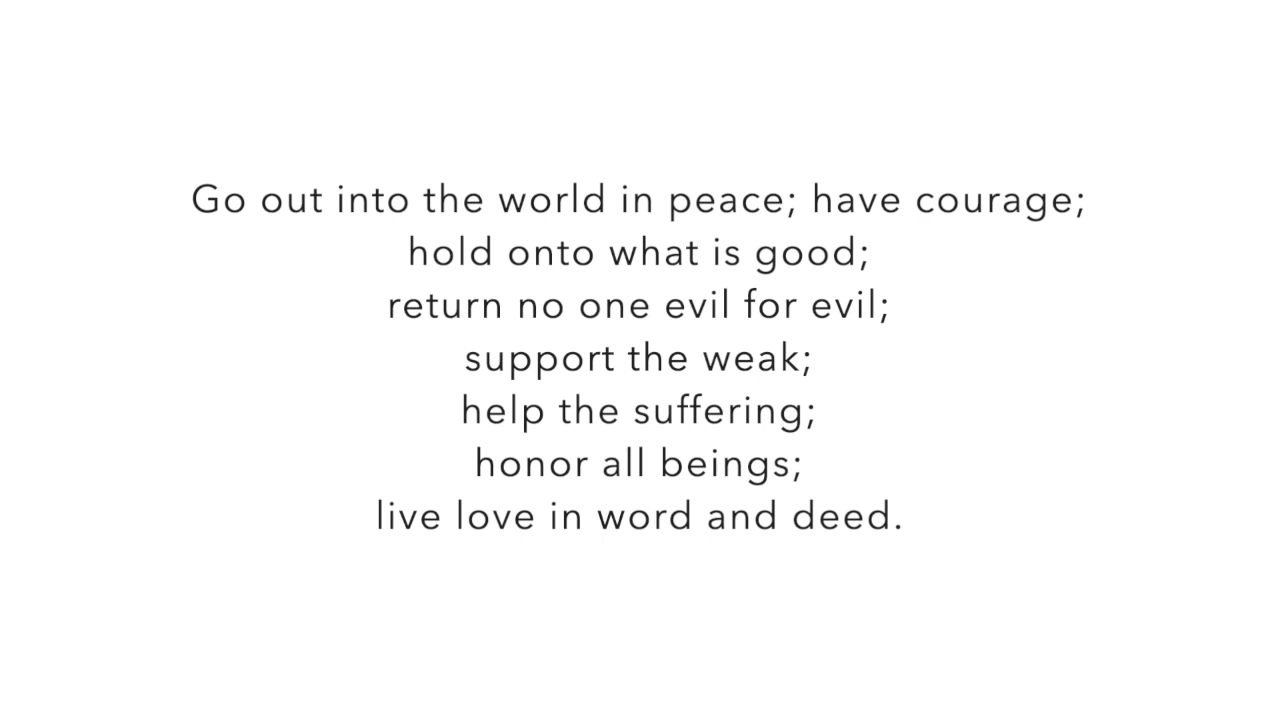 Go out into the world in peace; have courage;
hold onto what is good;
return no one evil for evil;
support the weak;
help the suffering;
honor all beings;
live love in word and deed.